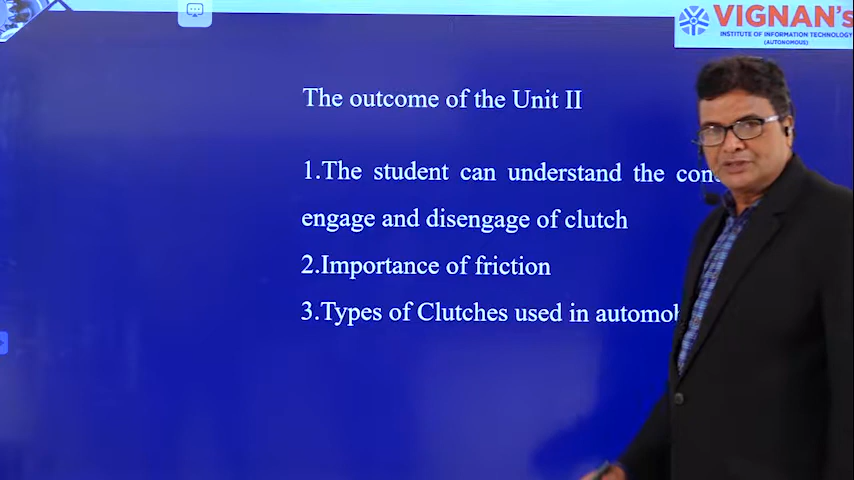 VIGNAN's
INSTITUTE OF INFORMATION TECHNOLOGY
(AUTONOMOUS)
The outcome of the Unit II
1.The student can understand the
engage and disengage of clutch
2.Importance of friction
3.Types of Clutches used in